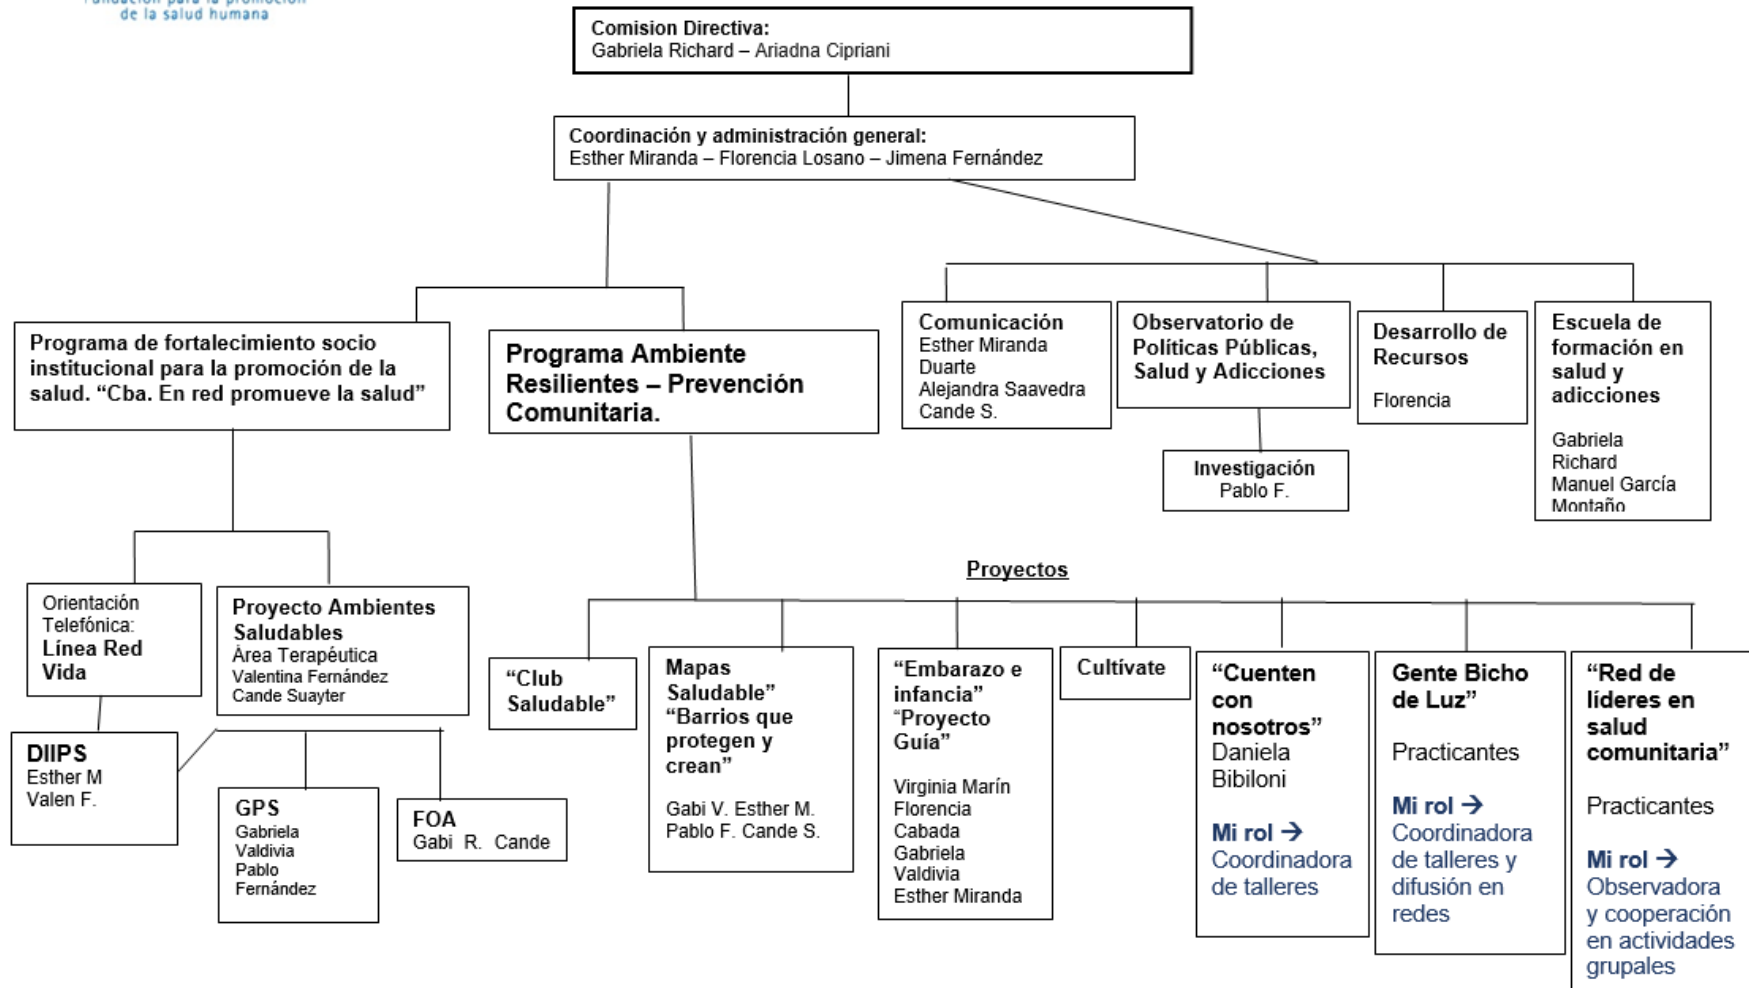 Fundación para la promoción
de la salud humana
Comision Directiva:
Gabriela Richard – Ariadna Cipriani
Coordinación y administración general:
Esther Miranda – Florencia Losano – Jimena Fernández
Programa de fortalecimiento socio
institucional para la promoción de la
salud. “Cba. En red promueve la salud”
Programa Ambiente
Resilientes – Prevención
Comunitaria.
Comunicación
Esther Miranda
Duarte
Alejandra Saavedra
Cande S.
Observatorio de
Políticas Públicas,
Salud y Adicciones
Investigación
Pablo F.
Desarrollo de
Recursos
Florencia
Escuela de
formación en
salud y
adicciones
Gabriela
Richard
Manuel García
Montaño
Orientación
Telefónica:
Línea Red
Vida
Proyecto Ambientes
Saludables
Àrea Terapéutica
Valentina Fernández
Cande Suayter
DIIPS
Esther M
Valen F.
GPS
Gabriela
Valdivia
Pablo
Fernández
FOA
Gabi R. Cande
Proyectos
“Club
Saludable”
Mapas
Saludable”
“Barrios que
protegen y
crean”
Gabi V. Esther M.
Pablo F. Cande S.
“Embarazo e
infancia”
“Proyecto
Guía”
Virginia Marín
Florencia
Cabada
Gabriela
Valdivia
Esther Miranda
Cultívate
“Cuenten
con
nosotros”
Daniela
Bibiloni
Mi rol →
Coordinadora
de talleres
Gente Bicho
de Luz”
Practicantes
Mi rol →
Coordinadora
de talleres y
difusión en
redes
“Red de
líderes en
salud
comunitaria”
Practicantes
Mi rol →
Observadora
y cooperación
en actividades
grupales